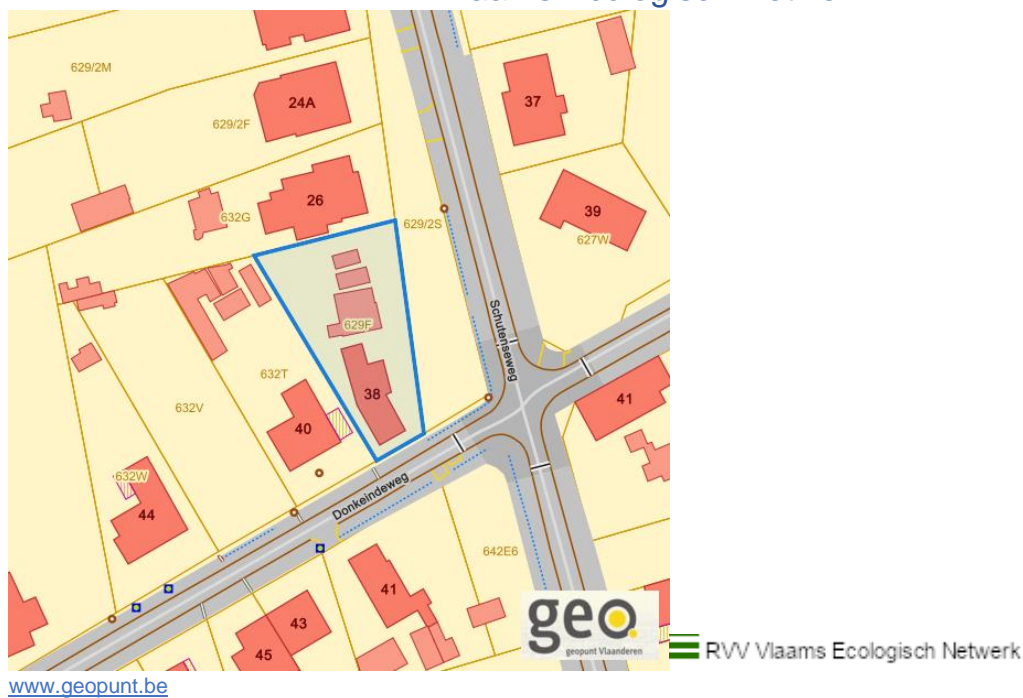 629/2M
24A
629/2F
37
26
632G
629/2S
39
627W
629F
Schutenseweg
632T
38
632V
40
41
632W
44
Donkeindeweg
642E6
41
43
45
geo
geopunt Vlaanderen
RVV Vlaams Ecologisch Netwerk
www.geopunt.be